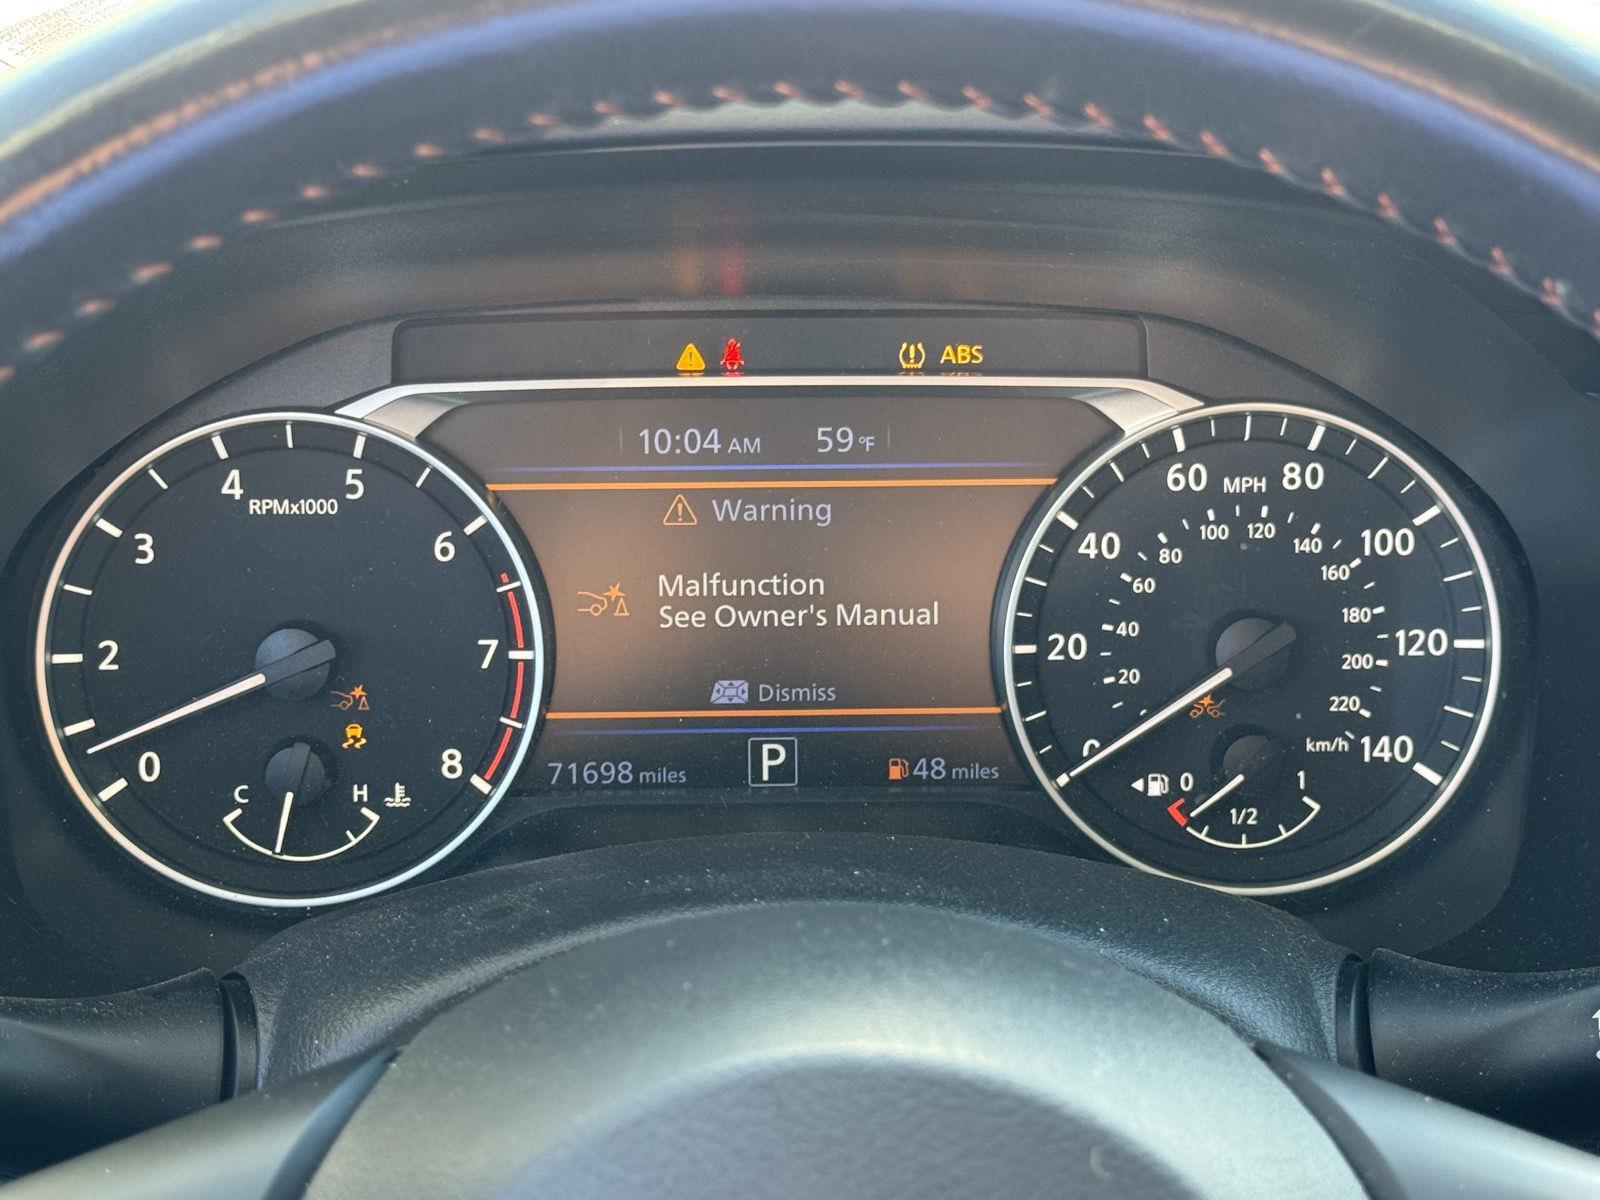 ABS
10:04 AM 59°F
Warning
Malfunction
See Owner's Manual
Dismiss
71698 miles P 48 miles
RPMx1000
0
2
3
4
5
6
7
8
C H
MPH
0
20
40
60
80
100
120
140
20
40
60
80
100
120
140
160
180
200
220
km/h
0 1/2 1